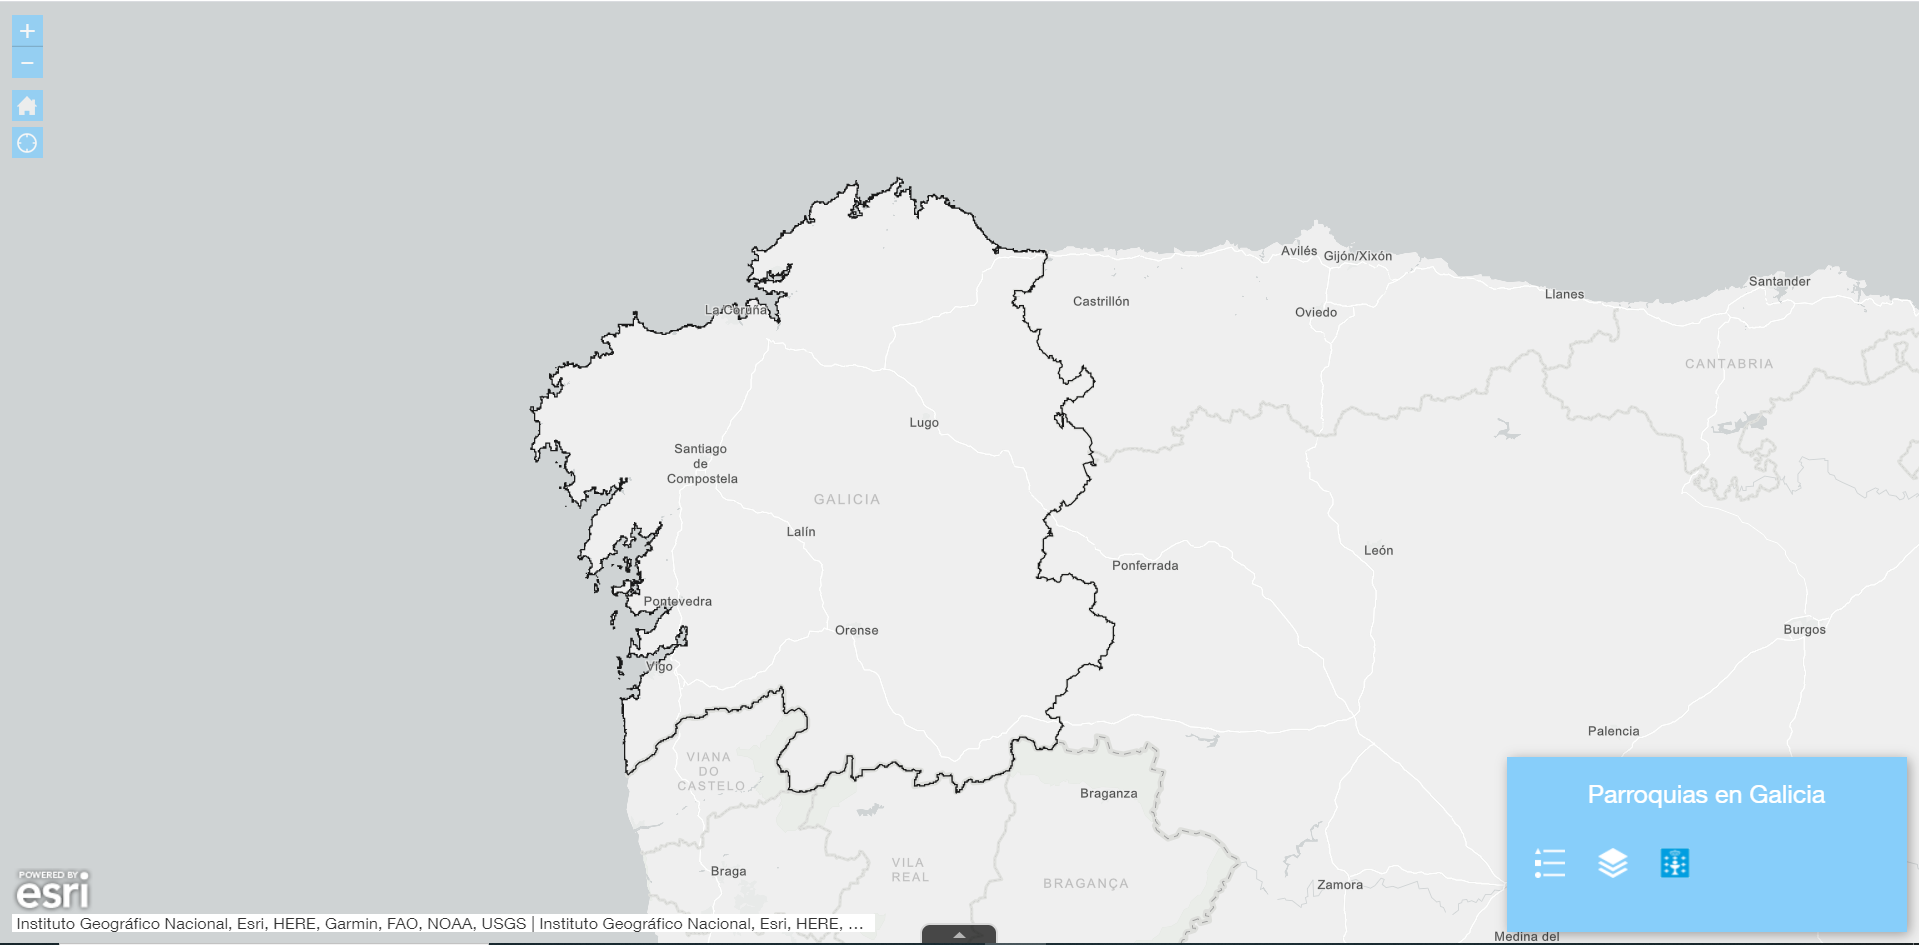 Avilés
Gijón/Xixón
Santander
Llanes
Castrillón
La Coruña
Oviedo
CANTABRIA
Lugo
Santiago
de
Compostela
GALICIA
Lalín
León
Ponferrada
Pontevedra
Orense
Burgos
Vigo
Palencia
VIANA
DO
CASTELO
Braganza
Parroquias en Galicia
VILA
REAL
Braga
BRAGANÇA
Zamora
POWERED BY
esri
Instituto Geográfico Nacional, Esri, HERE, Garmin, FAO, NOAA, USGS | Instituto Geográfico Nacional, Esri, HERE, …
Medina del